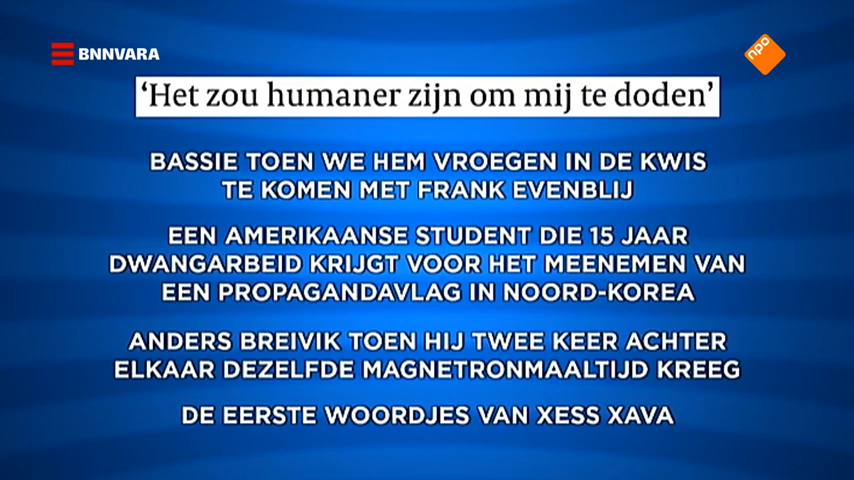 BNNVARA
npo
‘Het zou humaner zijn om mij te doden’
BASSIE TOEN WE HEM VROEGEN IN DE KWIS
TE KOMEN MET FRANK EVENBLIJ
EEN AMERIKAANSE STUDENT DIE 15 JAAR
DWANGARBEID KRIJGT VOOR HET MEENEMEN VAN
EEN PROPAGANDAVLAG IN NOORD-KOREA
ANDERS BREIVIK TOEN HIJ TWEE KEER ACHTER
ELKAAR DEZELFDE MAGNETRONMAALTIJD KREEG
DE EERSTE WOORDJES VAN XESS XAVA